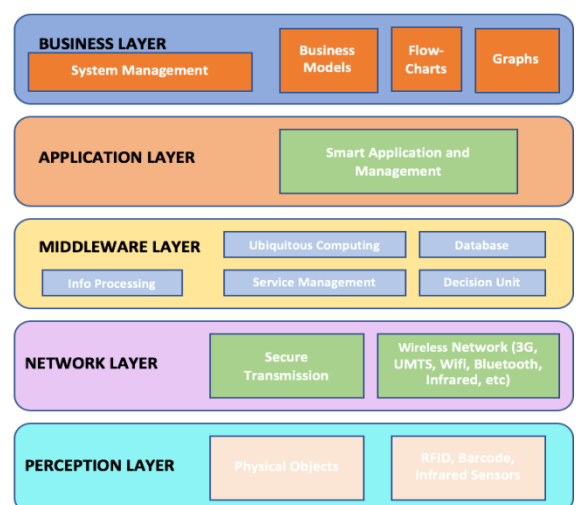 BUSINESS LAYER
System Management
Business
Models
Flow-
Charts
Graphs
APPLICATION LAYER
Smart Application and
Management
MIDDLEWARE LAYER
Ubiquitous Computing
Database
Info Processing
Service Management
Decision Unit
NETWORK LAYER
Secure
Transmission
Wireless Network (3G,
UMTS, Wifi, Bluetooth,
Infrared, etc)
PERCEPTION LAYER
Physical Objects
RFID, Barcode,
Infrared Sensors